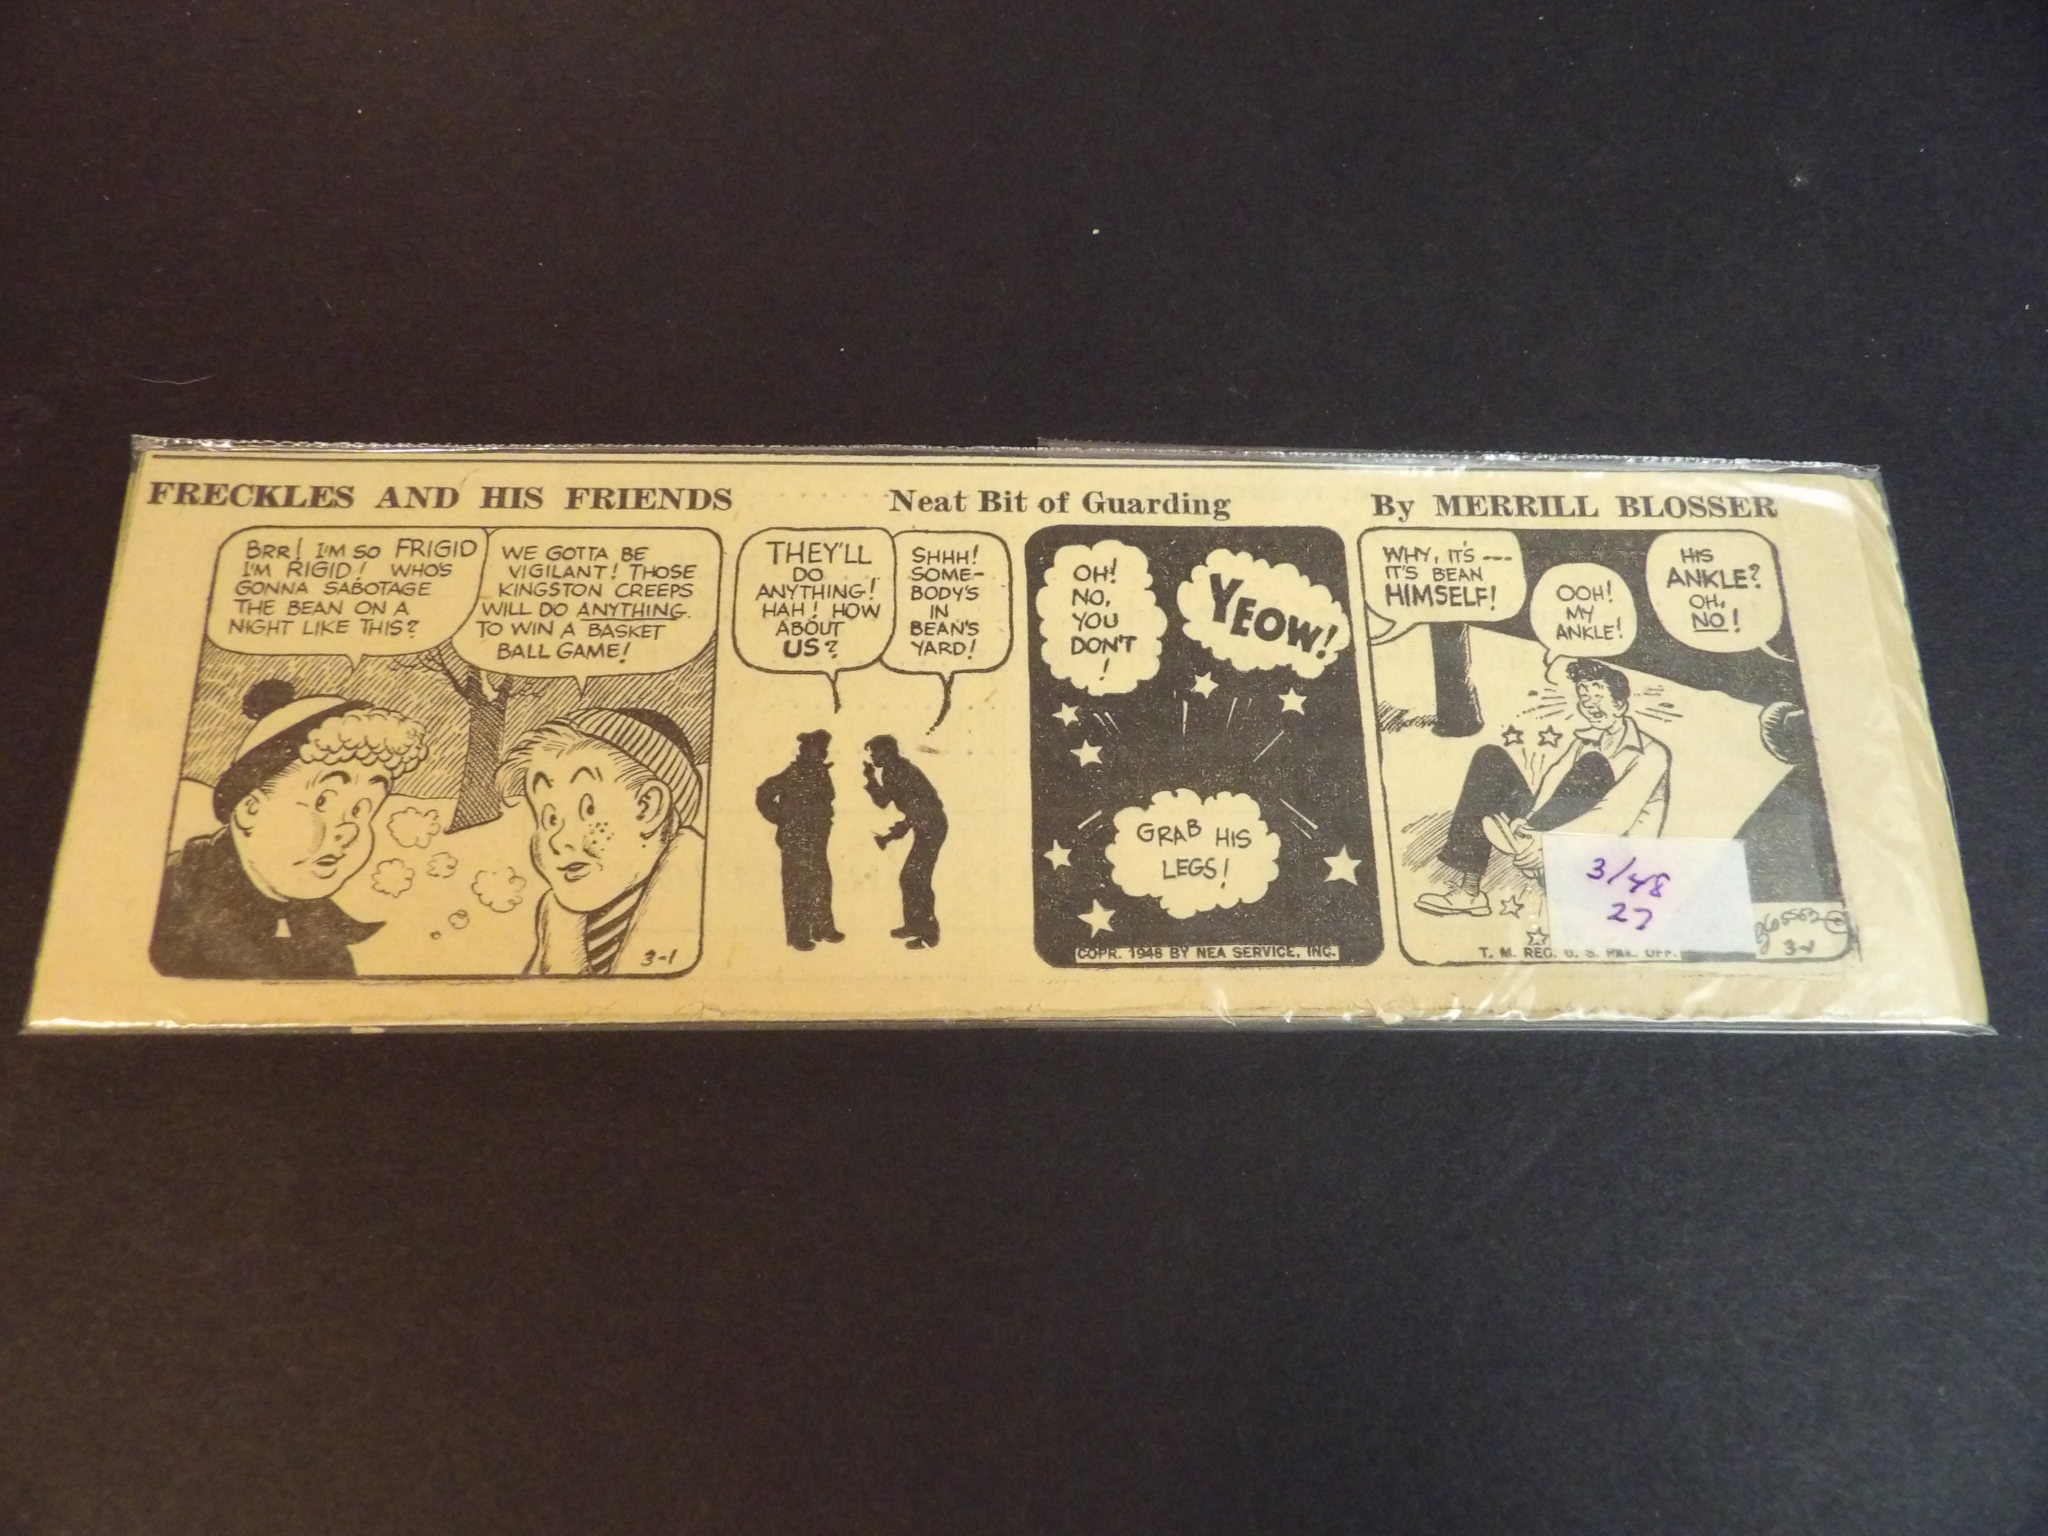 FRECKLES AND HIS FRIENDS
Neat Bit of Guarding
By MERRILL BLOSSER
BRR! I'M SO FRIGID
I'M RIGID! WHO'S
GONNA SABOTAGE
THE BEAN ON A
NIGHT LIKE THIS?
WE GOTTA BE
VIGILANT! THOSE
KINGSTON CREEPS
WILL DO ANYTHING
TO WIN A BASKET
BALL GAME!
3-1
THEY'LL
DO
ANYTHING!
HAH! HOW
ABOUT
US?
SHHH!
SOME-
BODY'S
IN
BEAN'S
YARD!
OH!
NO,
YOU
DON'T
!
YEOW!
GRAB HIS
LEGS!
COPR. 1948 BY NEA SERVICE, INC.
WHY, IT'S ---
IT'S BEAN
HIMSELF!
OOH!
MY
ANKLE!
HIS
ANKLE?
OH,
NO!
3/48
27
T. M. REG. U. S. PAT. OFF.
3-1